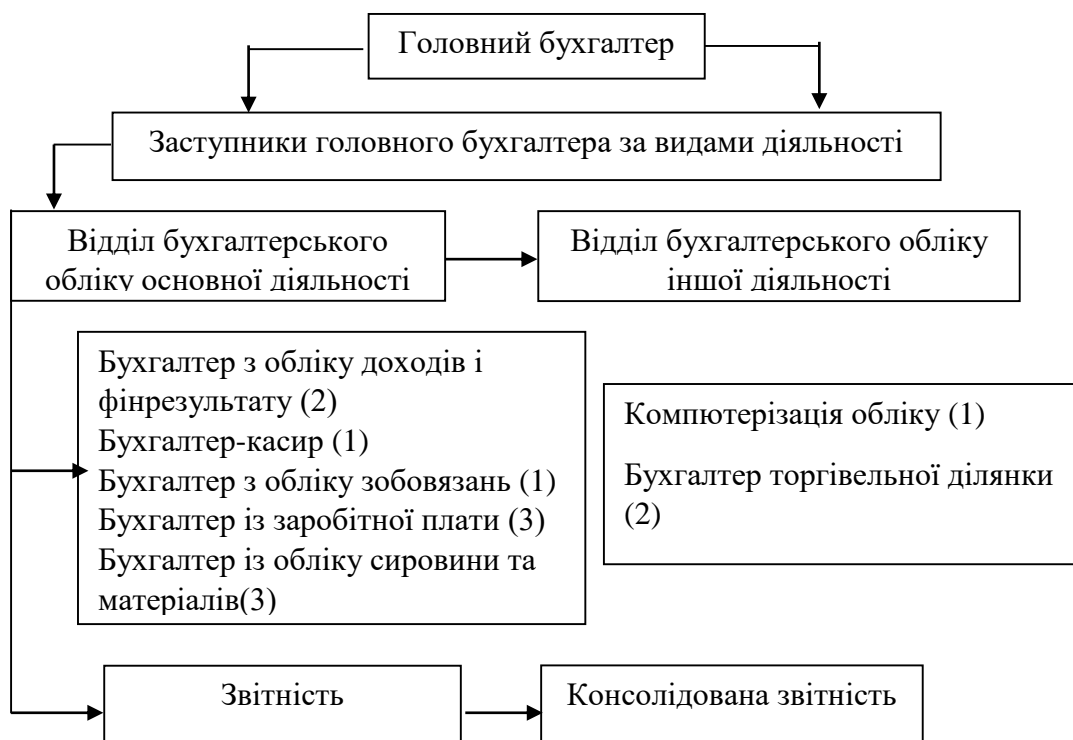 Головний бухгалтер
Заступники головного бухгалтера за видами діяльності
Відділ бухгалтерського
обліку основної діяльності
Відділ бухгалтерського обліку
іншої діяльності
Бухгалтер з обліку доходів і
фінрезультату (2)
Бухгалтер-касир (1)
Бухгалтер з обліку зобовязань (1)
Бухгалтер із заробітної плати (3)
Бухгалтер із обліку сировини та
матеріалів(3)
Компютерізація обліку (1)
Бухгалтер торгівельної ділянки
(2)
Звітність
Консолідована звітність